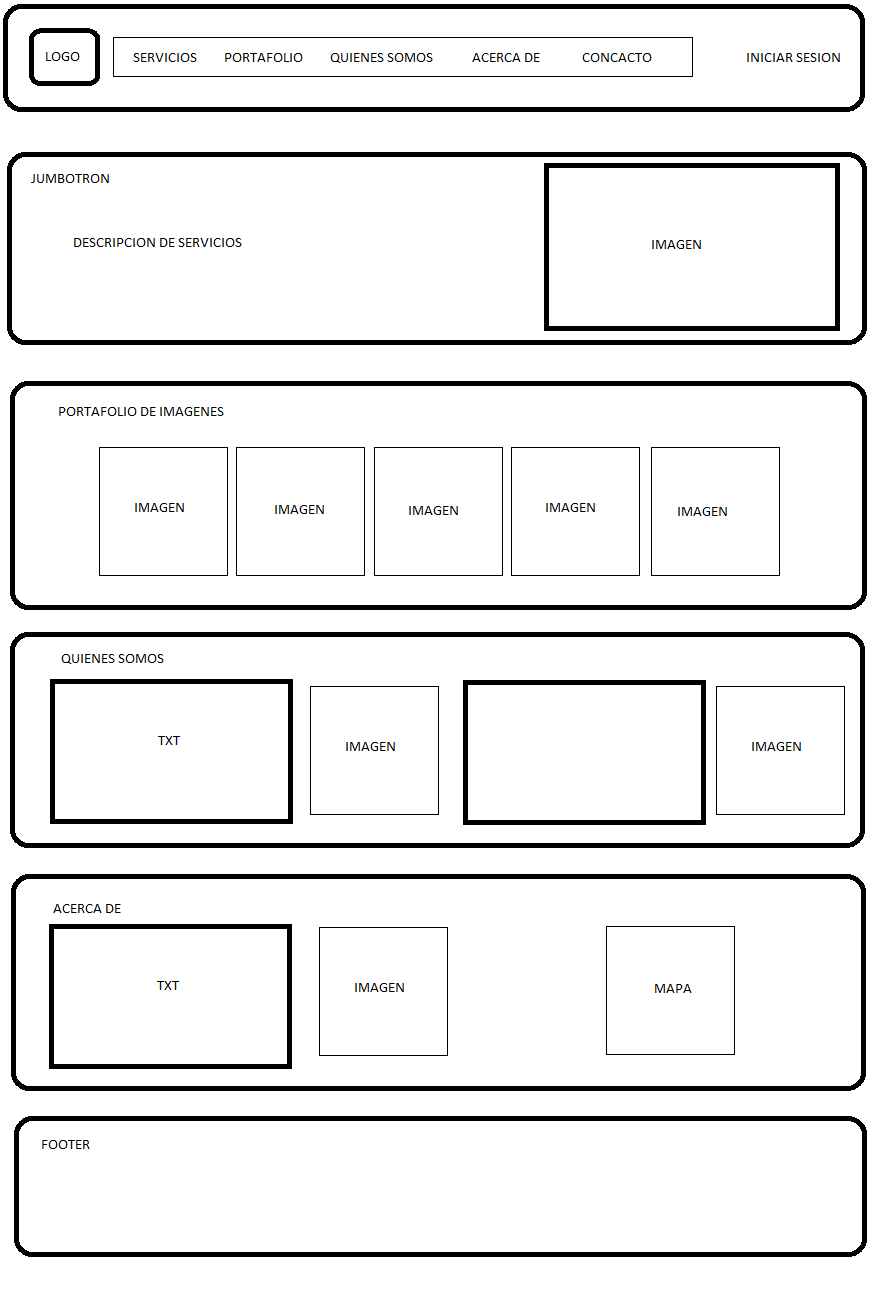 LOGO SERVICIOS PORTAFOLIO QUIENES SOMOS ACERCA DE CONCACTO INICIAR SESION
JUMBOTRON
DESCRIPCION DE SERVICIOS
IMAGEN
PORTAFOLIO DE IMAGENES
IMAGEN IMAGEN IMAGEN IMAGEN IMAGEN
QUIENES SOMOS
TXT IMAGEN IMAGEN
ACERCA DE
TXT IMAGEN MAPA
FOOTER